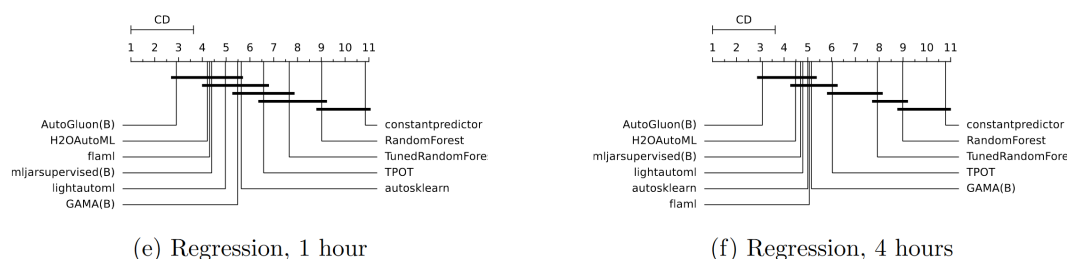 CD
1 2 3 4 5 6 7 8 9 10 11
AutoGluon(B)
H2OAutoML
flaml
mljarsupervised(B)
lightautoml
GAMA(B)
constantpredictor
RandomForest
TunedRandomFore
TPOT
autosklearn
(e) Regression, 1 hour
CD
1 2 3 4 5 6 7 8 9 10 11
AutoGluon(B)
H2OAutoML
mljarsupervised(B)
lightautoml
autosklearn
flaml
constantpredictor
RandomForest
TunedRandomFore
TPOT
GAMA(B)
(f) Regression, 4 hours